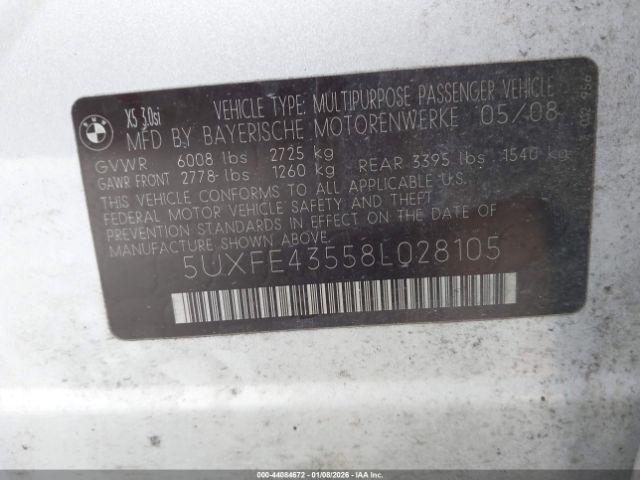 BMW
X5 3.0si
VEHICLE TYPE: MULTIPURPOSE PASSENGER VEHICLE
MFD BY BAYERISCHE MOTORENWERKE 05/08
GVWR 6008 lbs 2725 kg
GAWR FRONT 2778 lbs 1260 kg REAR 3395 lbs 1540 kg
THIS VEHICLE CONFORMS TO ALL APPLICABLE U.S.
FEDERAL MOTOR VEHICLE SAFETY AND THEFT
PREVENTION STANDARDS IN EFFECT ON THE DATE OF
MANUFACTURE SHOWN ABOVE.
5UXFE43558L028105
000-44084672 - 01/08/2026 - IAAI, Inc.